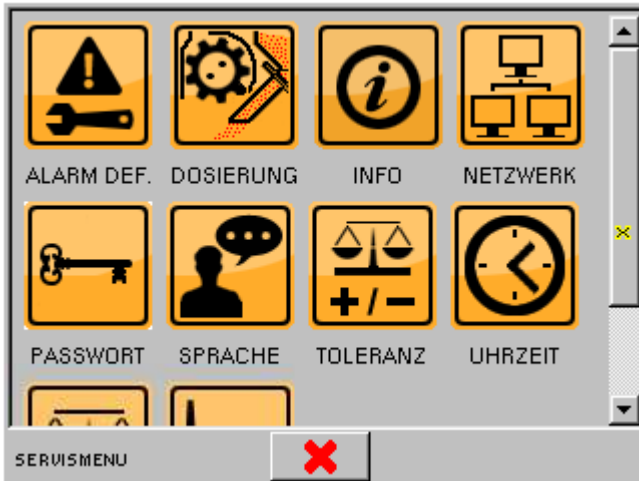 ALARM DEF. DOSIERUNG INFO NETZWERK
PASSWORT SPRACHE TOLERANZ UHRZEIT
SERVISMENU